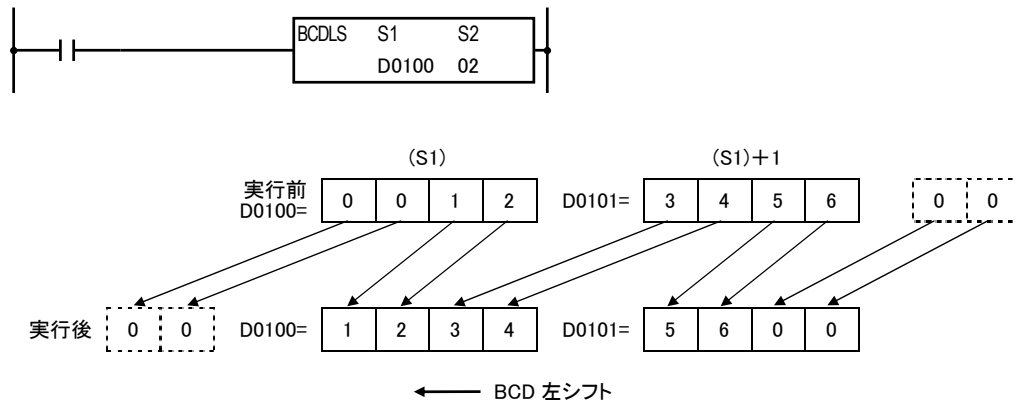 BCDLS S1 S2
D0100 02
(S1) (S1)+1
実行前
D0100= 0 0 1 2 D0101= 3 4 5 6 0 0
実行後 0 0 D0100= 1 2 3 4 D0101= 5 6 0 0
BCD 左シフト